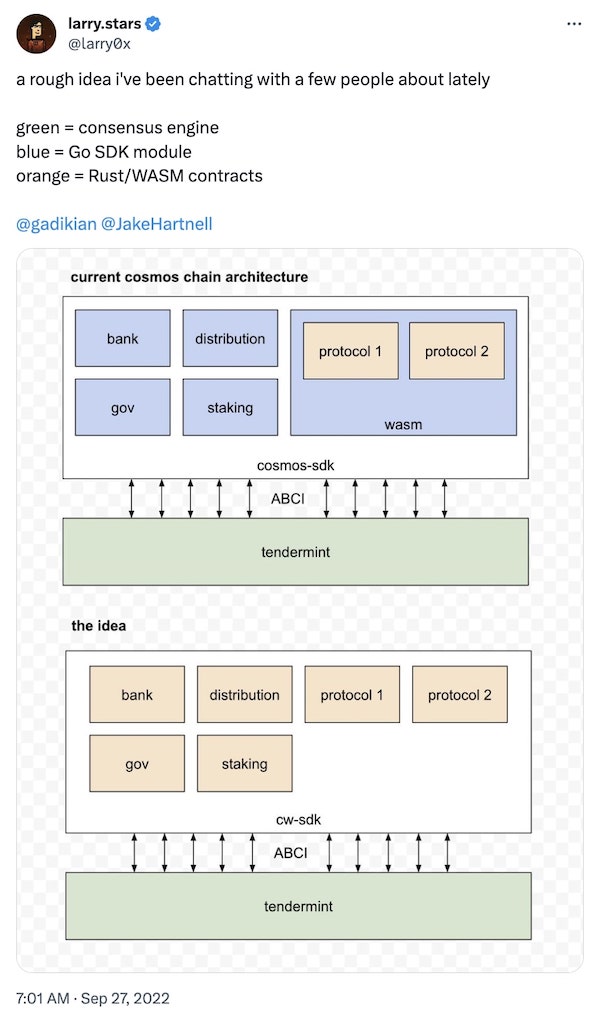 larry.stars
@larry0x
a rough idea i've been chatting with a few people about lately
green = consensus engine
blue = Go SDK module
orange = Rust/WASM contracts
@gadikian @JakeHartnell
current cosmos chain architecture
bank
distribution
protocol 1
protocol 2
gov
staking
wasm
cosmos-sdk
ABCI
tendermint
the idea
bank
distribution
protocol 1
protocol 2
gov
staking
cw-sdk
ABCI
tendermint
7:01 AM · Sep 27, 2022